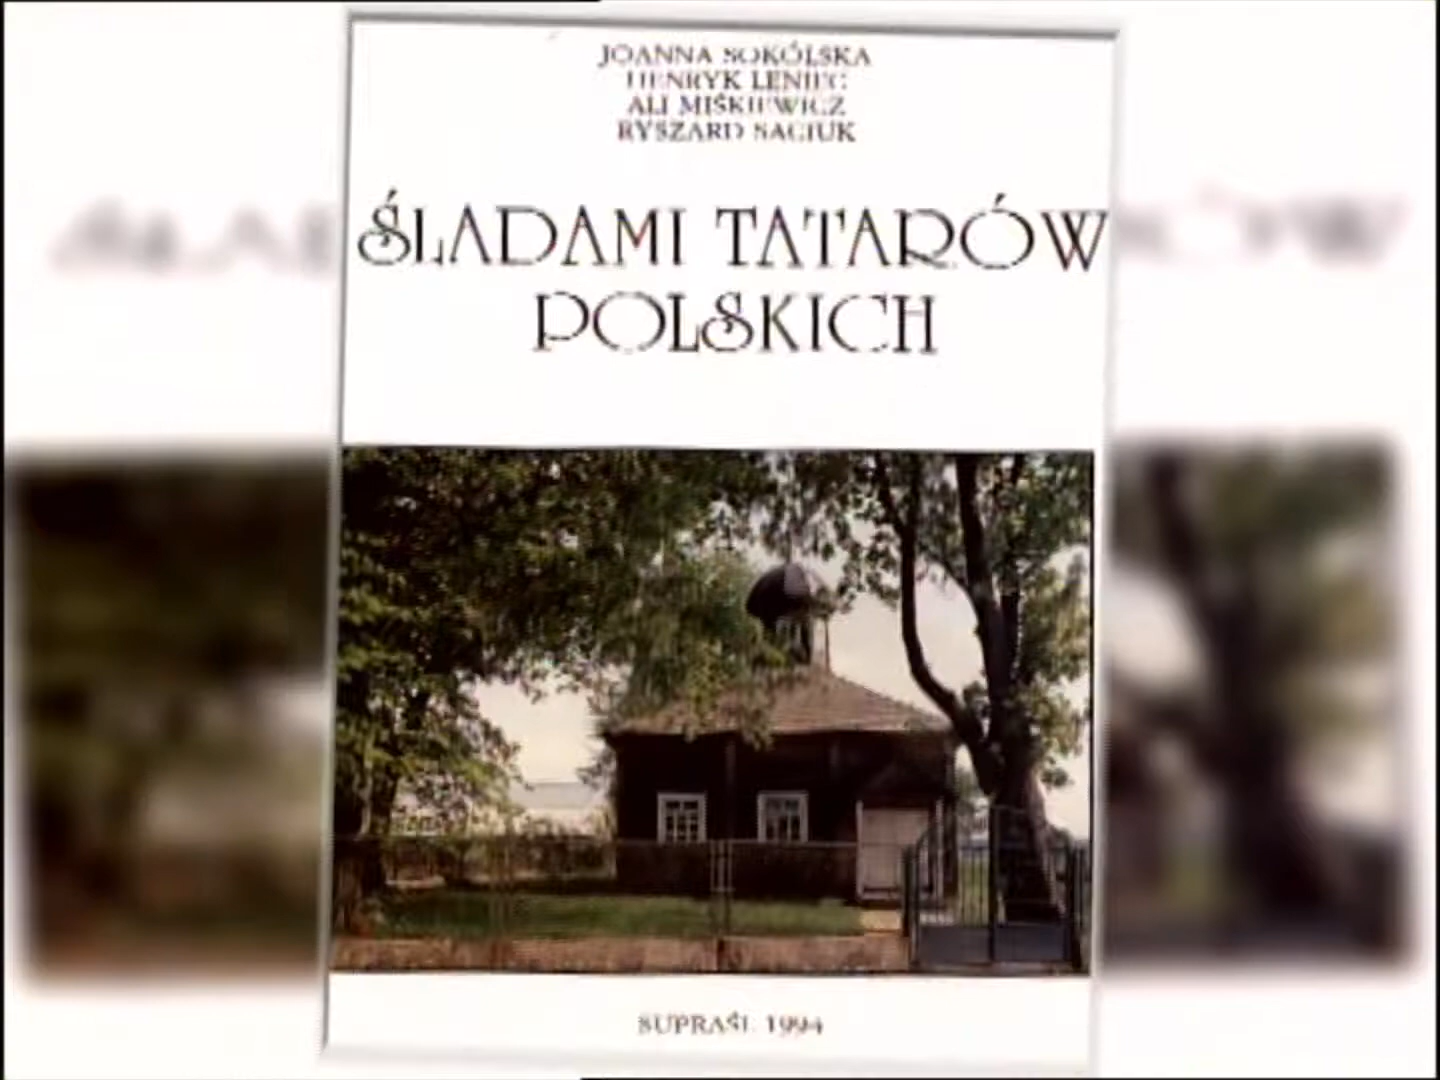 JOANNA SOKÓLSKA
HENRYK LENIEC
ALI MIŚKIEWICZ
RYSZARD SACIUK
ŚLADAMI TATARÓW
POLSKICH
SUPRAŚL 1994